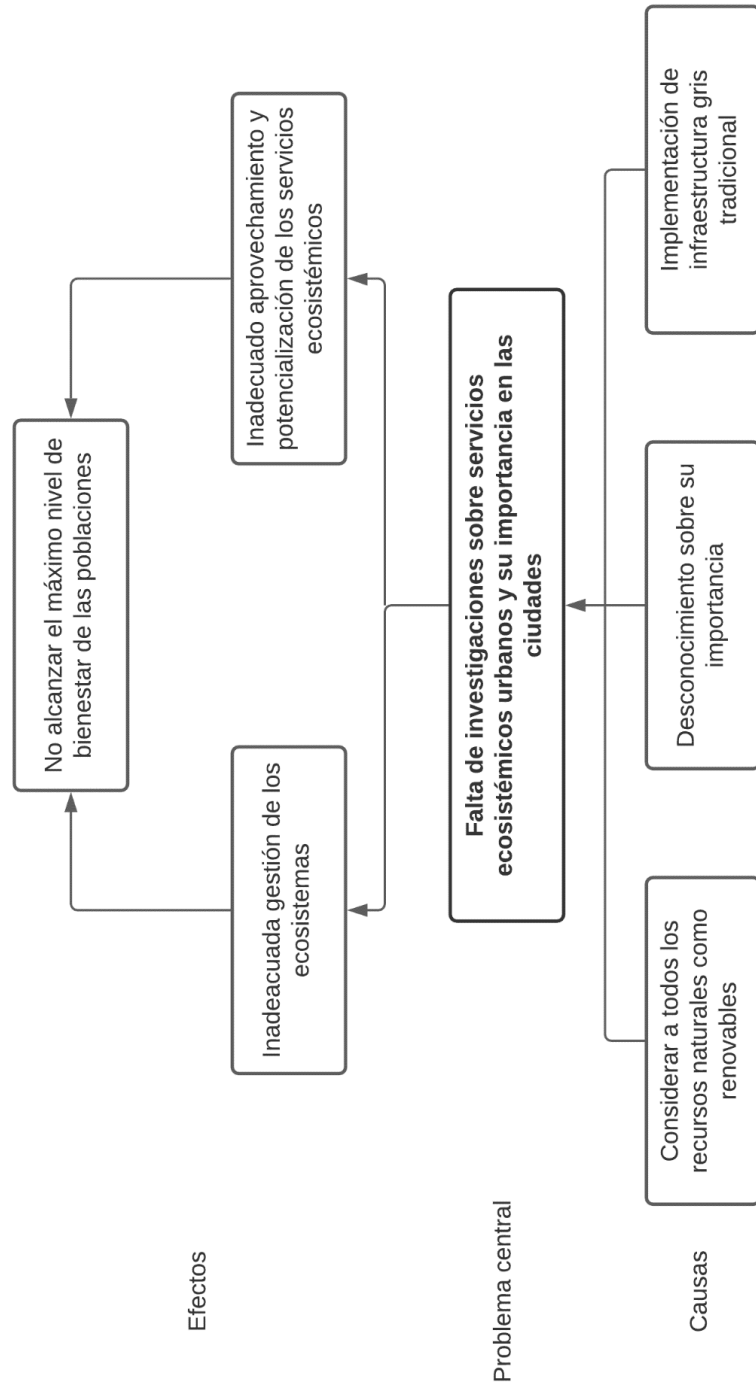 Efectos
No alcanzar el máximo nivel de
bienestar de las poblaciones
Inadeacuada gestión de los
ecosistemas
Inadecuado aprovechamiento y
potencialización de los servicios
ecosistémicos
Problema central
Falta de investigaciones sobre servicios
ecosistémicos urbanos y su importancia en las
ciudades
Causas
Considerar a todos los
recursos naturales como
renovables
Desconocimiento sobre su
importancia
Implementación de
infraestructura gris
tradicional